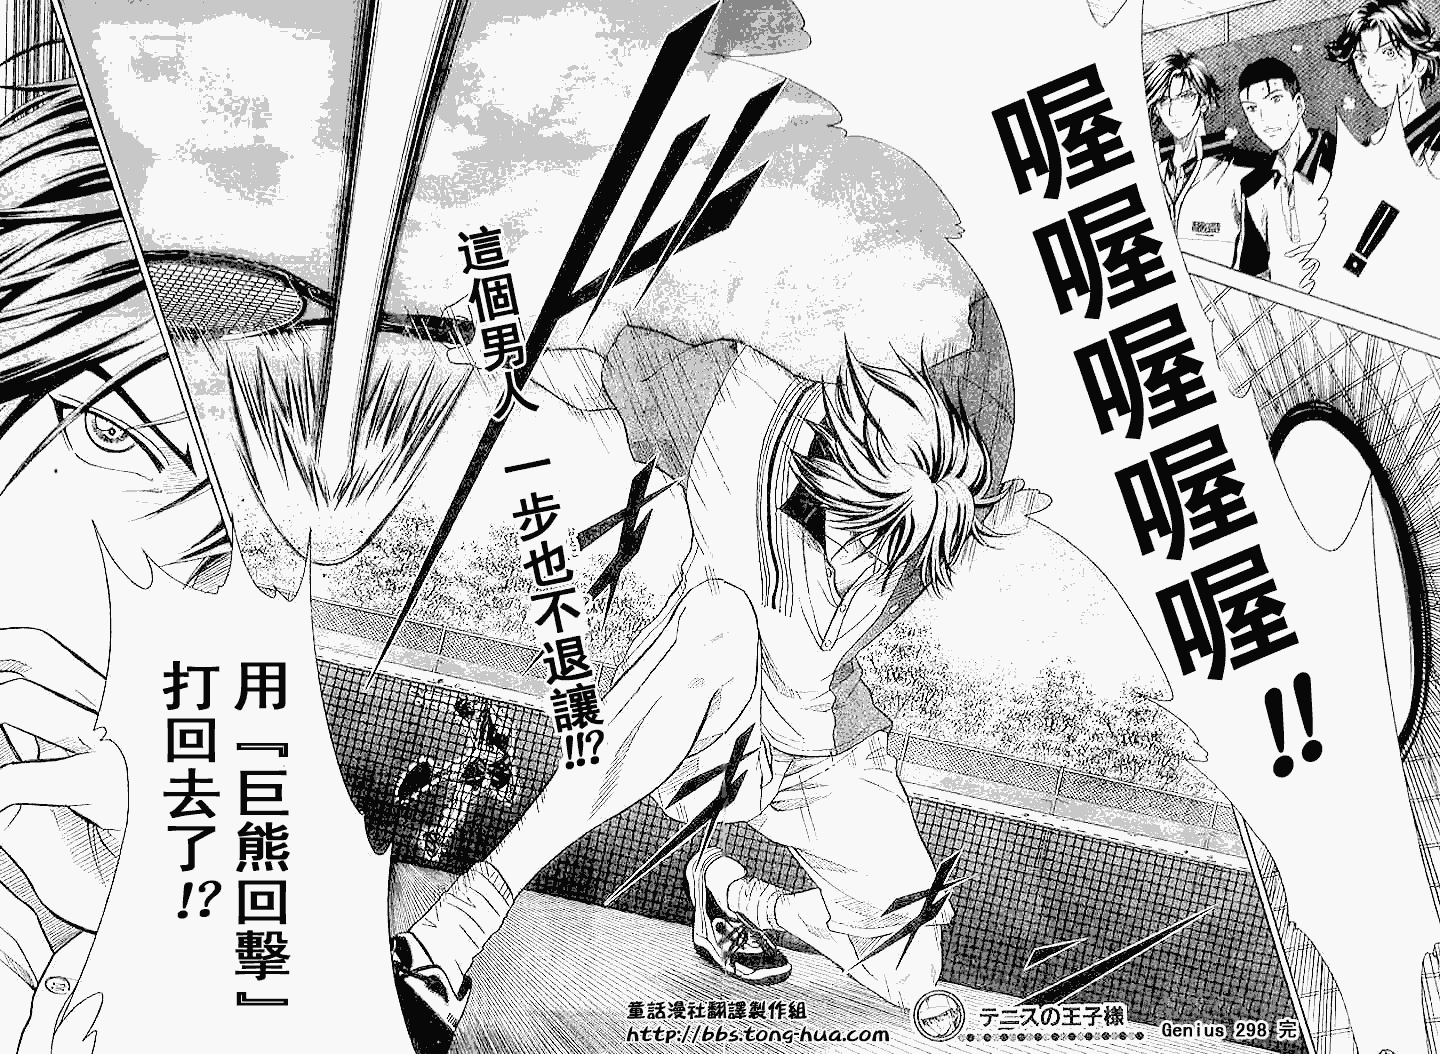 !
喔喔喔喔喔!!
這個男人
一步也不退讓!!?
用『巨熊回擊』
打回去了!?
童話漫社翻譯製作組
http://bbs.tong-hua.com
テニスの王子様
Genius 298 完